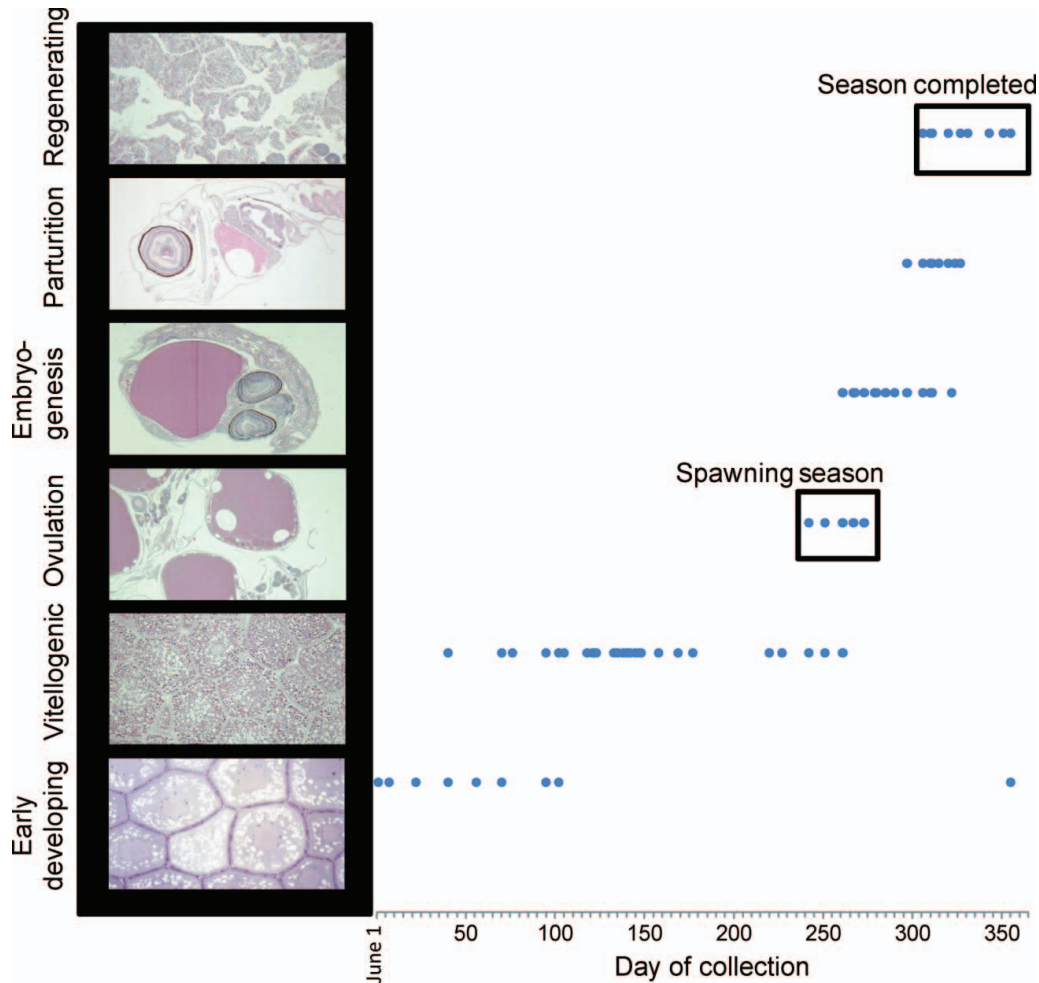 Regenerating
Parturition
Embryo-
genesis
Ovulation
Vitellogenic
Early
developing
Season completed
Spawning season
June 1
50
100
150
200
250
300
350
Day of collection